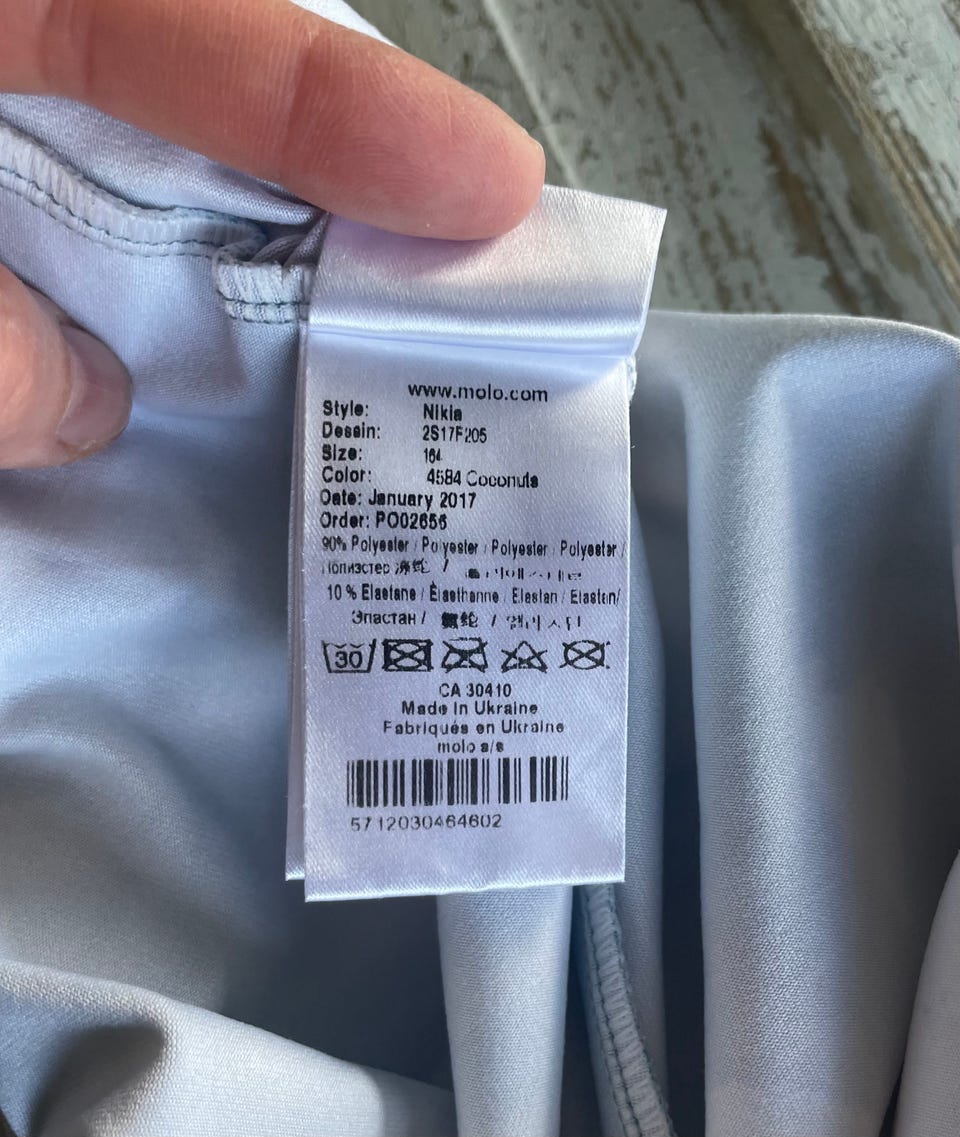 www.molo.com
Style: Nikia
Dessin: 2S17F205
Size: 164
Color: 4584 Coconuts
Date: January 2017
Order: PO02656
90% Polyester / Polyester / Polyester / Polyester /
Полиэстер
10 % Elastane / Élasthanne / Elastan / Elastan/
Эластан /
30
CA 30410
Made in Ukraine
Fabriqués en Ukraine
molo a/s
5712030464602